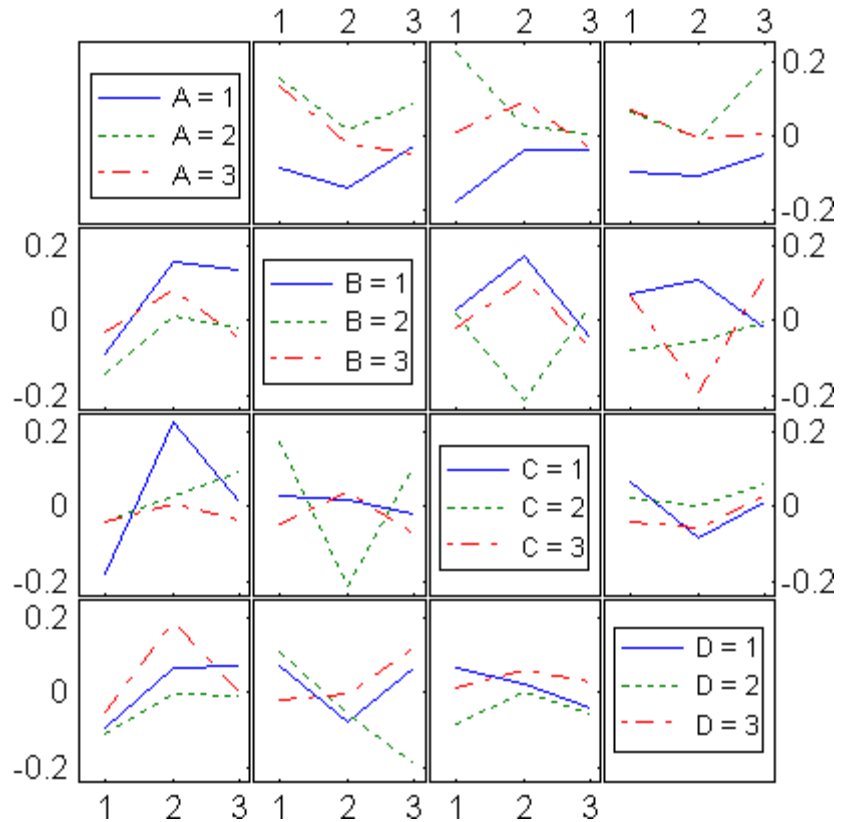 1 2 3 1 2 3
A = 1
A = 2
A = 3
0.2
0
-0.2
0.2
0
-0.2
B = 1
B = 2
B = 3
0.2
0
-0.2
0.2
0
-0.2
C = 1
C = 2
C = 3
0.2
0
-0.2
0.2
0
-0.2
D = 1
D = 2
D = 3
1 2 3 1 2 3 1 2 3